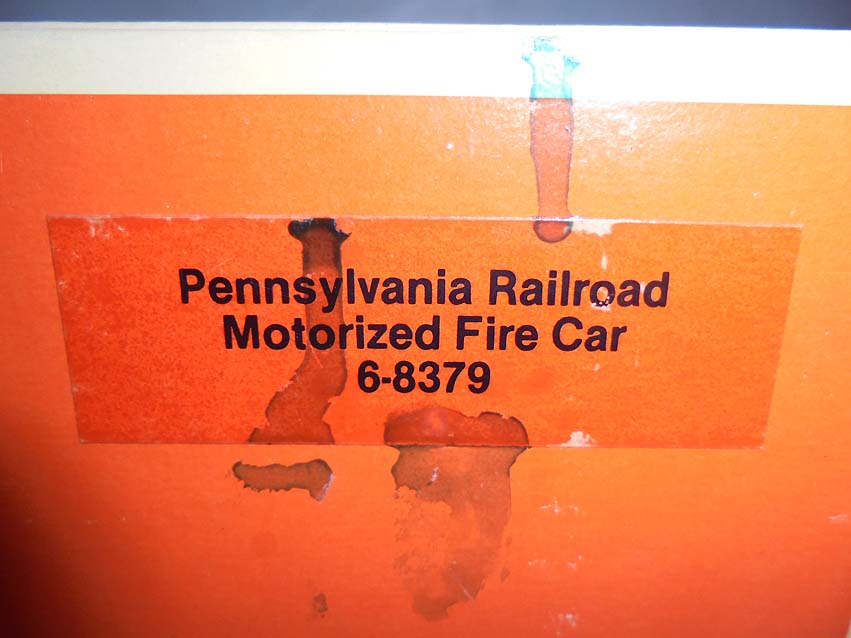 Pennsylvania Railroad
Motorized Fire Car
6-8379